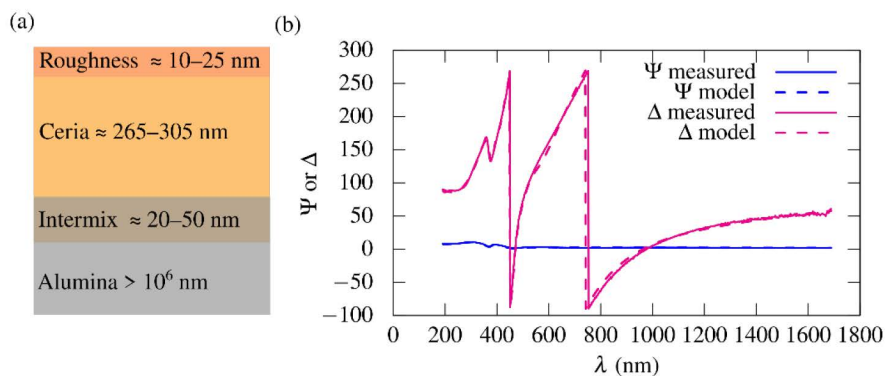 (a)
Roughness ≈ 10–25 nm
Ceria ≈ 265–305 nm
Intermix ≈ 20–50 nm
Alumina > 10⁶ nm
(b)
300
250
200
150
100
50
0
−50
−100
Ψ or Δ
Ψ measured
Ψ model
Δ measured
Δ model
0 200 400 600 800 1000 1200 1400 1600 1800
λ (nm)